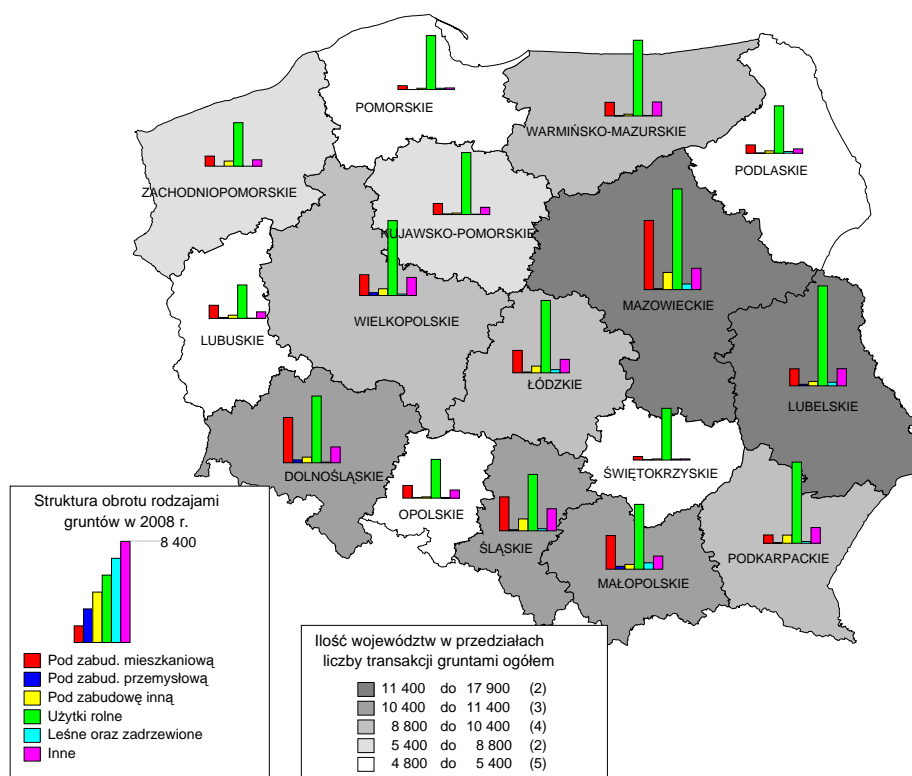 POMORSKIE
WARMIŃSKO-MAZURSKIE
PODLASKIE
ZACHODNIOPOMORSKIE
KUJAWSKO-POMORSKIE
MAZOWIECKIE
WIELKOPOLSKIE
LUBUSKIE
ŁÓDZKIE
LUBELSKIE
DOLNOŚLĄSKIE
ŚWIĘTOKRZYSKIE
OPOLSKIE
ŚLĄSKIE
PODKARPACKIE
MAŁOPOLSKIE
Struktura obrotu rodzajami
gruntów w 2008 r.
8 400
Pod zabud. mieszkaniową
Pod zabud. przemysłową
Pod zabudowę inną
Użytki rolne
Leśne oraz zadrzewione
Inne
Ilość województw w przedziałach
liczby transakcji gruntami ogółem
11 400 do 17 900 (2)
10 400 do 11 400 (3)
8 800 do 10 400 (4)
5 400 do 8 800 (2)
4 800 do 5 400 (5)